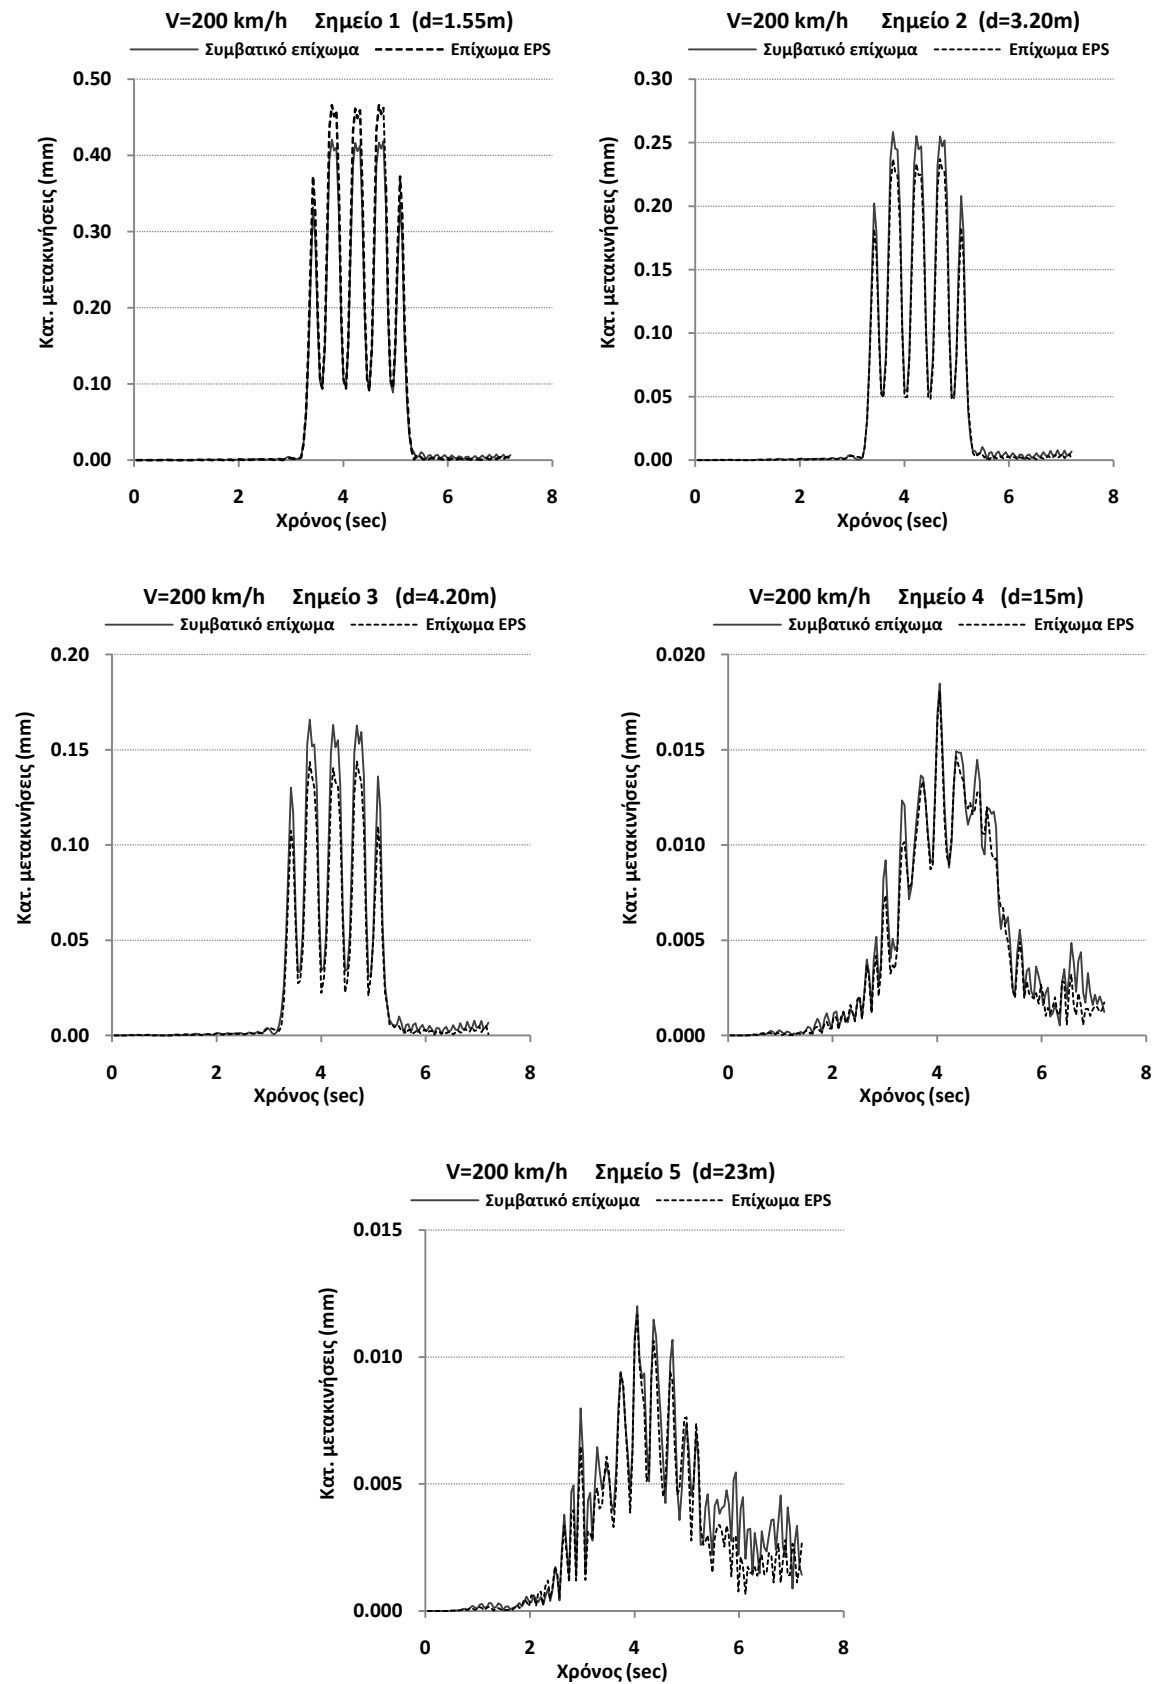 V=200 km/h Σημείο 1 (d=1.55m)
Συμβατικό επίχωμα Επίχωμα EPS
0.50
0.40
0.30
0.20
0.10
0.00
Κατ. μετακινήσεις (mm)
0 2 4 6 8
Χρόνος (sec)
V=200 km/h Σημείο 2 (d=3.20m)
Συμβατικό επίχωμα Επίχωμα EPS
0.30
0.25
0.20
0.15
0.10
0.05
0.00
Κατ. μετακινήσεις (mm)
0 2 4 6 8
Χρόνος (sec)
V=200 km/h Σημείο 3 (d=4.20m)
Συμβατικό επίχωμα Επίχωμα EPS
0.20
0.15
0.10
0.05
0.00
Κατ. μετακινήσεις (mm)
0 2 4 6 8
Χρόνος (sec)
V=200 km/h Σημείο 4 (d=15m)
Συμβατικό επίχωμα Επίχωμα EPS
0.020
0.015
0.010
0.005
0.000
Κατ. μετακινήσεις (mm)
0 2 4 6 8
Χρόνος (sec)
V=200 km/h Σημείο 5 (d=23m)
Συμβατικό επίχωμα Επίχωμα EPS
0.015
0.010
0.005
0.000
Κατ. μετακινήσεις (mm)
0 2 4 6 8
Χρόνος (sec)